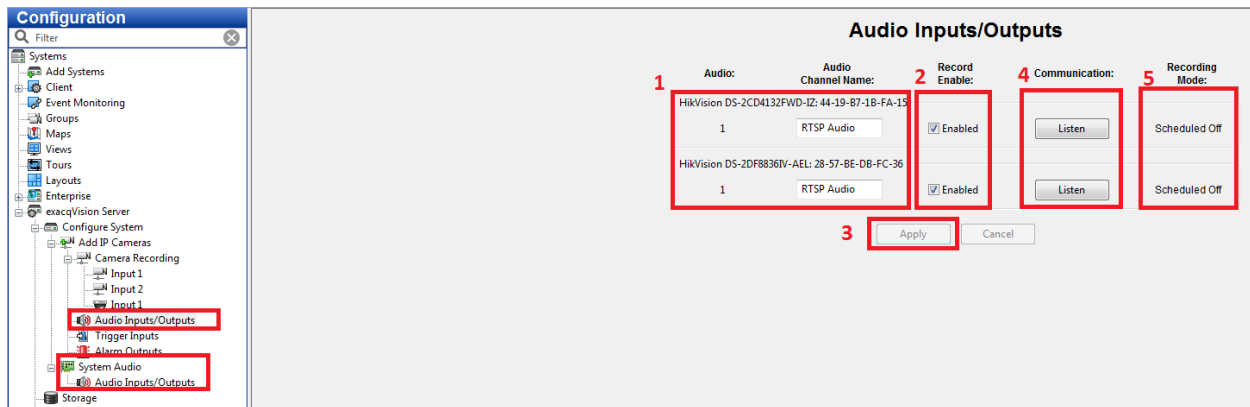 Configuration
Filter
Systems
Add Systems
Client
Event Monitoring
Groups
Maps
Views
Tours
Layouts
Enterprise
exacqVision Server
Configure System
Add IP Cameras
Camera Recording
Input 1
Input 2
Input 1
Audio Inputs/Outputs
Trigger Inputs
Alarm Outputs
System Audio
Audio Inputs/Outputs
Storage
Audio Inputs/Outputs
1 Audio: Audio Channel Name: 2 Record Enable: 4 Communication: 5 Recording Mode:
HikVision DS-2CD4132FWD-IZ: 44-19-B7-1B-FA-15
1 RTSP Audio Enabled Listen Scheduled Off
HikVision DS-2DF8836IV-AEL: 28-57-BE-DB-FC-36
1 RTSP Audio Enabled Listen Scheduled Off
3 Apply Cancel